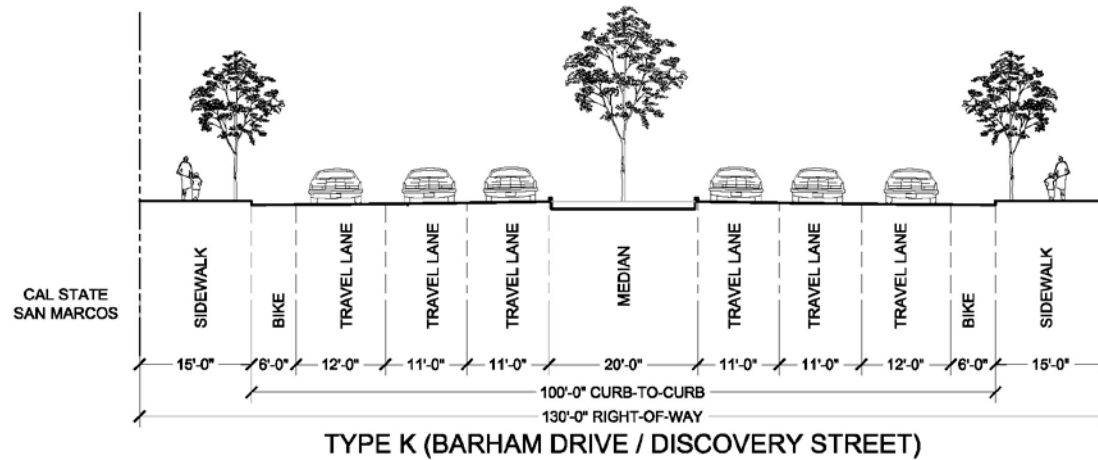 CAL STATE
SAN MARCOS
SIDEWALK
BIKE
TRAVEL LANE
TRAVEL LANE
TRAVEL LANE
MEDIAN
TRAVEL LANE
TRAVEL LANE
TRAVEL LANE
BIKE
SIDEWALK
15'-0" 6'-0" 12'-0" 11'-0" 11'-0" 20'-0" 11'-0" 11'-0" 12'-0" 6'-0" 15'-0"
100'-0" CURB-TO-CURB
130'-0" RIGHT-OF-WAY
TYPE K (BARHAM DRIVE / DISCOVERY STREET)